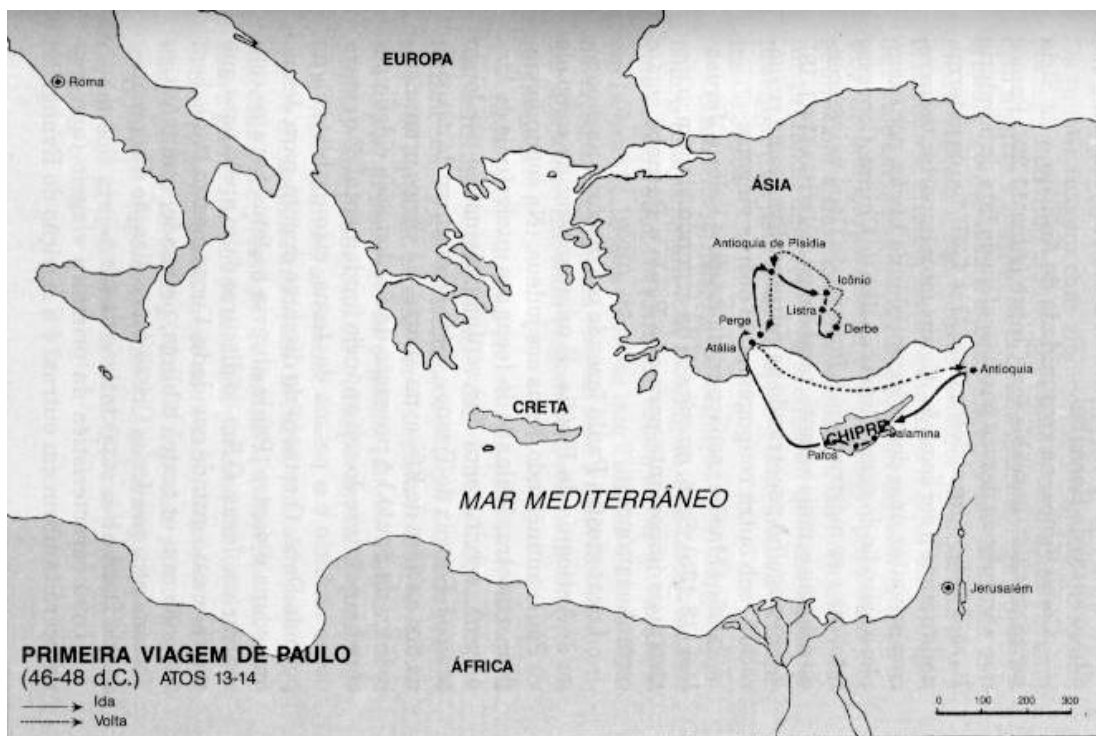 EUROPA
Roma
ÁSIA
Antioquia de Pisídia
Icônio
Listra
Derbe
Perge
Atália
Antioquia
CRETA
CHIPRE
Salamina
Pafos
MAR MEDITERRÂNEO
Jerusalém
PRIMEIRA VIAGEM DE PAULO
(46-48 d.C.) ATOS 13-14
ÁFRICA
Ida
Volta
0 100 200 300